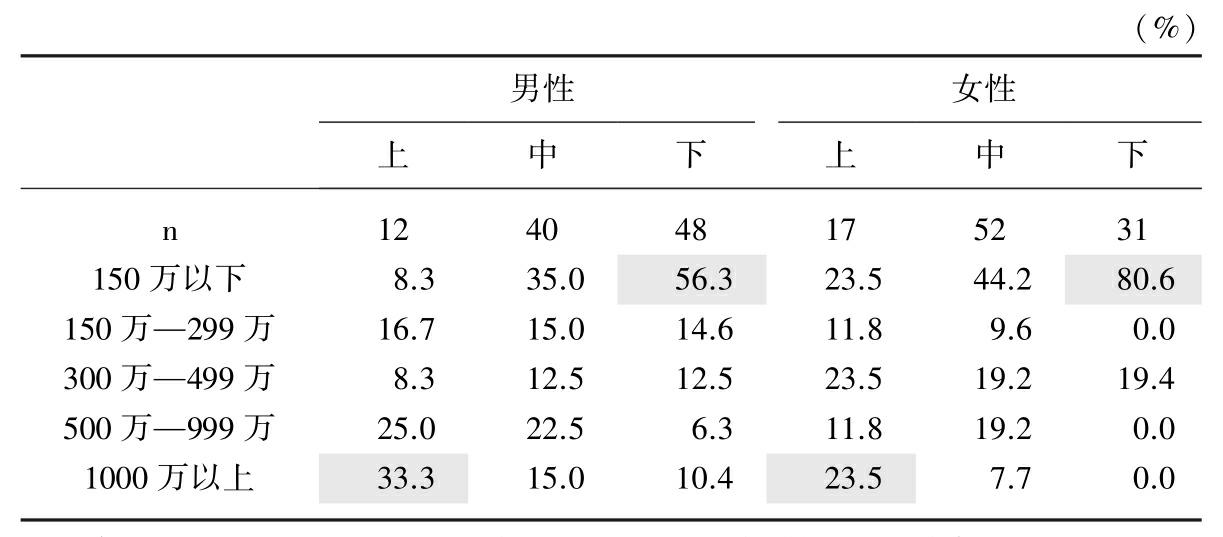 (%)
男性 女性
上 中 下 上 中 下
n 12 40 48 17 52 31
150 万以下 8.3 35.0 56.3 23.5 44.2 80.6
150 万—299 万 16.7 15.0 14.6 11.8 9.6 0.0
300 万—499 万 8.3 12.5 12.5 23.5 19.2 19.4
500 万—999 万 25.0 22.5 6.3 11.8 19.2 0.0
1000 万以上 33.3 15.0 10.4 23.5 7.7 0.0